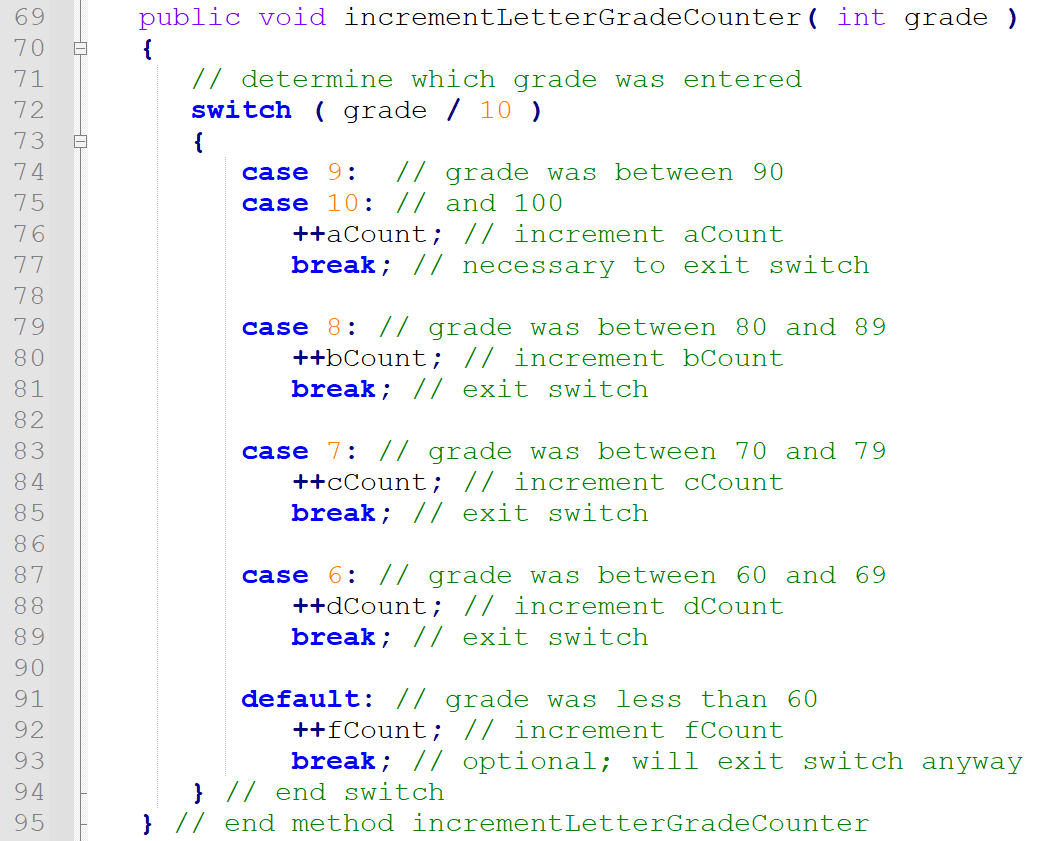 69 public void incrementLetterGradeCounter( int grade )
70 {
71 // determine which grade was entered
72 switch ( grade / 10 )
73 {
74 case 9:  // grade was between 90
75 case 10: // and 100
76 ++aCount; // increment aCount
77 break; // necessary to exit switch
78
79 case 8: // grade was between 80 and 89
80 ++bCount; // increment bCount
81 break; // exit switch
82
83 case 7: // grade was between 70 and 79
84 ++cCount; // increment cCount
85 break; // exit switch
86
87 case 6: // grade was between 60 and 69
88 ++dCount; // increment dCount
89 break; // exit switch
90
91 default: // grade was less than 60
92 ++fCount; // increment fCount
93 break; // optional; will exit switch anyway
94 } // end switch
95 } // end method incrementLetterGradeCounter